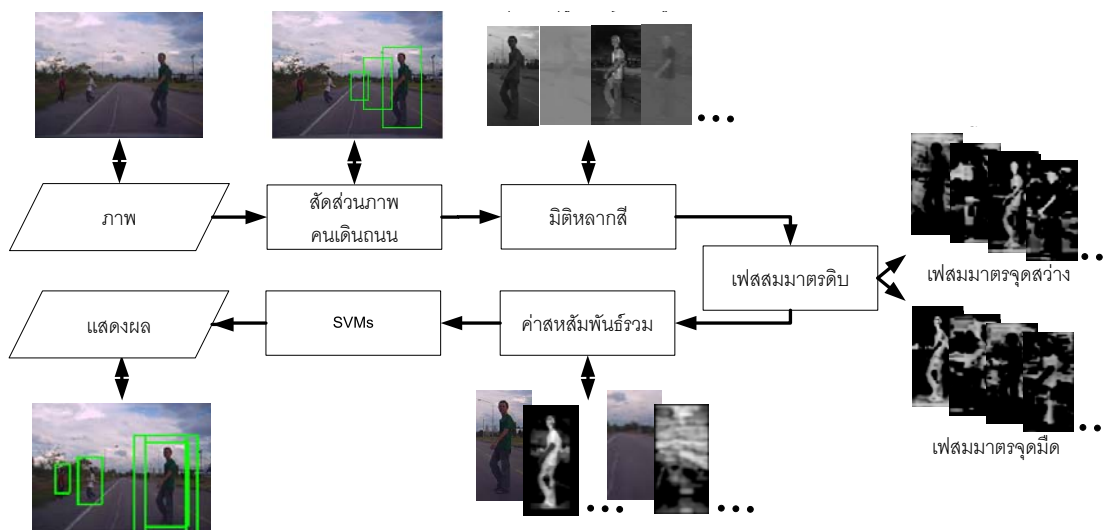 ภาพ
สัดส่วนภาพ
คนเดินถนน
มิติหลากสี
เฟสสมมาตรดิบ
เฟสมมาตรจุดสว่าง
เฟสมมาตรจุดมืด
ค่าสหสัมพันธ์รวม
SVMs
แสดงผล